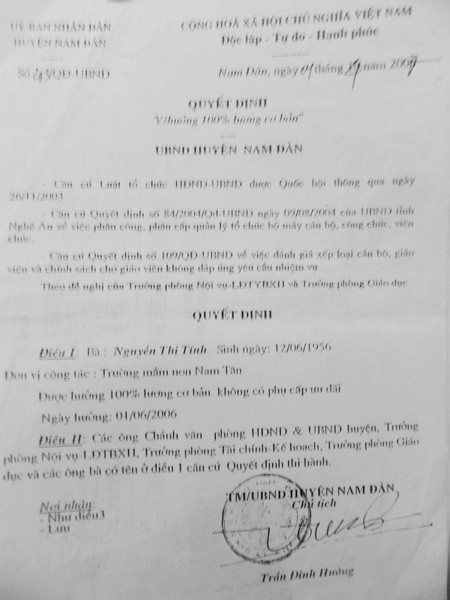 UỶ BAN NHÂN DÂN
HUYỆN NAM ĐÀN
Số /QĐ-UBND
CỘNG HOÀ XÃ HỘI CHỦ NGHĨA VIỆT NAM
Độc lập - Tự do - Hạnh phúc
Nam Đàn, ngày tháng năm 200
QUYẾT ĐỊNH
"V/hưởng 100% lương cơ bản"
UBND HUYỆN NAM ĐÀN
- Căn cứ Luật tổ chức HĐND-UBND được Quốc hội thông qua ngày
26/11/2003
- Căn cứ Quyết định số 84/2004/Qđ-UBND ngày 09/08/2004 của UBND tỉnh
Nghệ An về việc phân công, phân cấp quản lý tổ chức bộ máy cán bộ, công chức, viên
chức.
- Căn cứ Quyết định số 109/QĐ-UBND về việc đánh giá xếp loại cán bộ, giáo
viên và chính sách cho giáo viên không đáp ứng yêu cầu nhiệm vụ
Theo đề nghị của Trưởng phòng Nội vụ-LĐTYBXH và Trưởng phòng Giáo dục
QUYẾT ĐỊNH
Điều I: Bà : Nguyễn Thị Tính Sinh ngày: 12/06/1956
Đơn vị công tác : Trường mầm non Nam Tân
Được hưởng 100% lương cơ bản không có phụ cấp ưu đãi
Ngày hưởng: 01/06/2006
Điều II: Các ông Chánh văn phòng HĐND & UBND huyện, Trưởng
phòng Nội vụ-LĐTBXH, Trưởng phòng Tài chính-Kế hoạch, Trưởng phòng Giáo
dục và các ông bà có tên ở điều 1 căn cứ Quyết định thi hành.
Nơi nhận:
- Như điều3
- Lưu
TM/UBND HUYỆN NAM ĐÀN
Chủ tịch
Trần Đình Hường